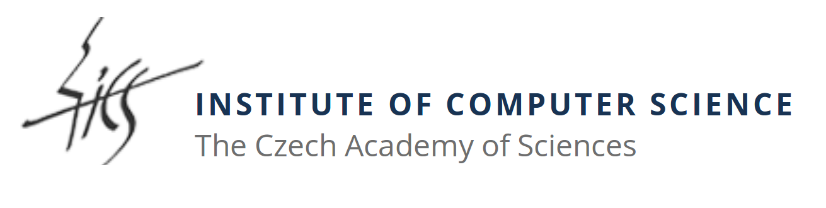 INSTITUTE OF COMPUTER SCIENCE
The Czech Academy of Sciences